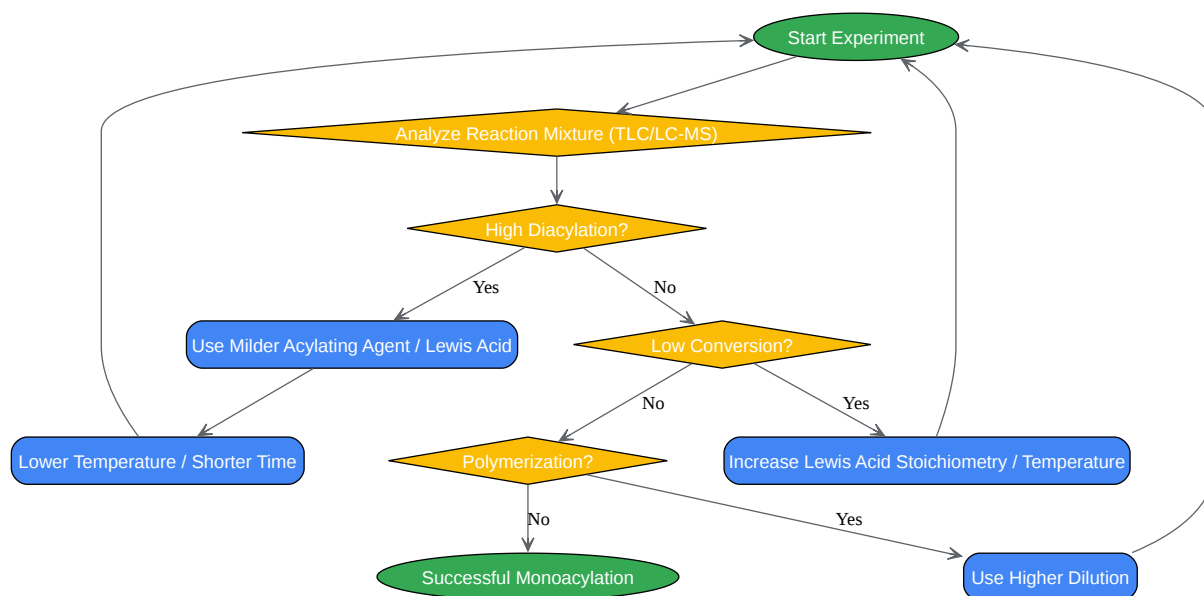 Start Experiment
Analyze Reaction Mixture (TLC/LC-MS)
High Diacylation?
Yes
No
Use Milder Acylating Agent / Lewis Acid
Low Conversion?
No
Yes
Lower Temperature / Shorter Time
Polymerization?
Increase Lewis Acid Stoichiometry / Temperature
No
Yes
Successful Monoacylation
Use Higher Dilution